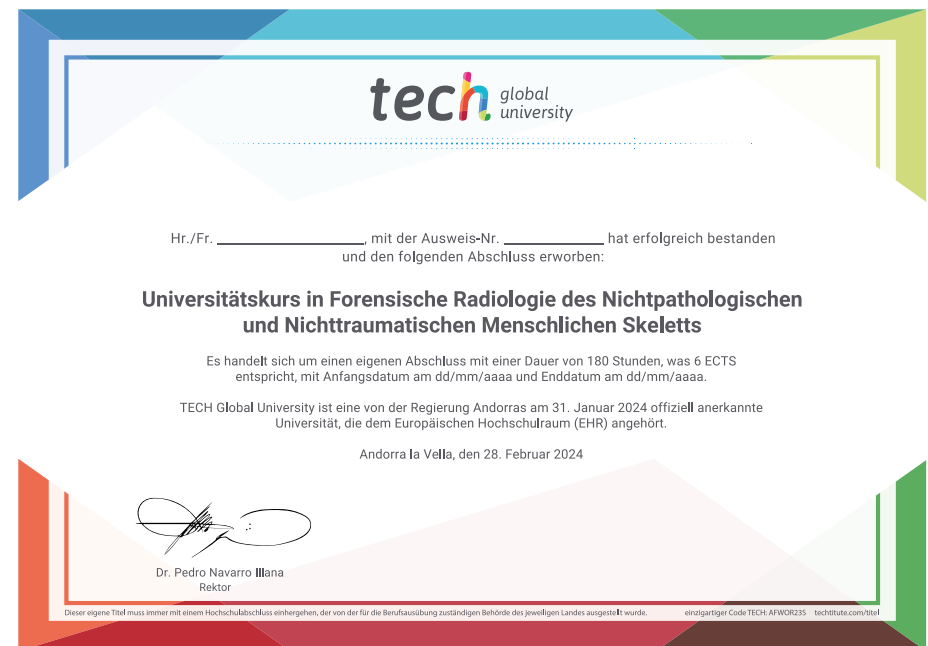 tech global university
Hr./Fr. ____________, mit der Ausweis-Nr. ____________ hat erfolgreich bestanden
und den folgenden Abschluss erworben:
Universitätskurs in Forensische Radiologie des Nichtpathologischen
und Nichttraumatischen Menschlichen Skeletts
Es handelt sich um einen eigenen Abschluss mit einer Dauer von 180 Stunden, was 6 ECTS
entspricht, mit Anfangsdatum am dd/mm/aaaa und Enddatum am dd/mm/aaaa.
TECH Global University ist eine von der Regierung Andorras am 31. Januar 2024 offiziell anerkannte
Universität, die dem Europäischen Hochschulraum (EHR) angehört.
Andorra la Vella, den 28. Februar 2024
Dr. Pedro Navarro Illana
Rektor
Dieser eigene Titel muss immer mit einem Hochschulabschluss einhergehen, der von der für die Berufsausübung zuständigen Behörde des jeweiligen Landes ausgestellt wurde. einzigartiger Code TECH: AFWOR23S techtitute.com/titel